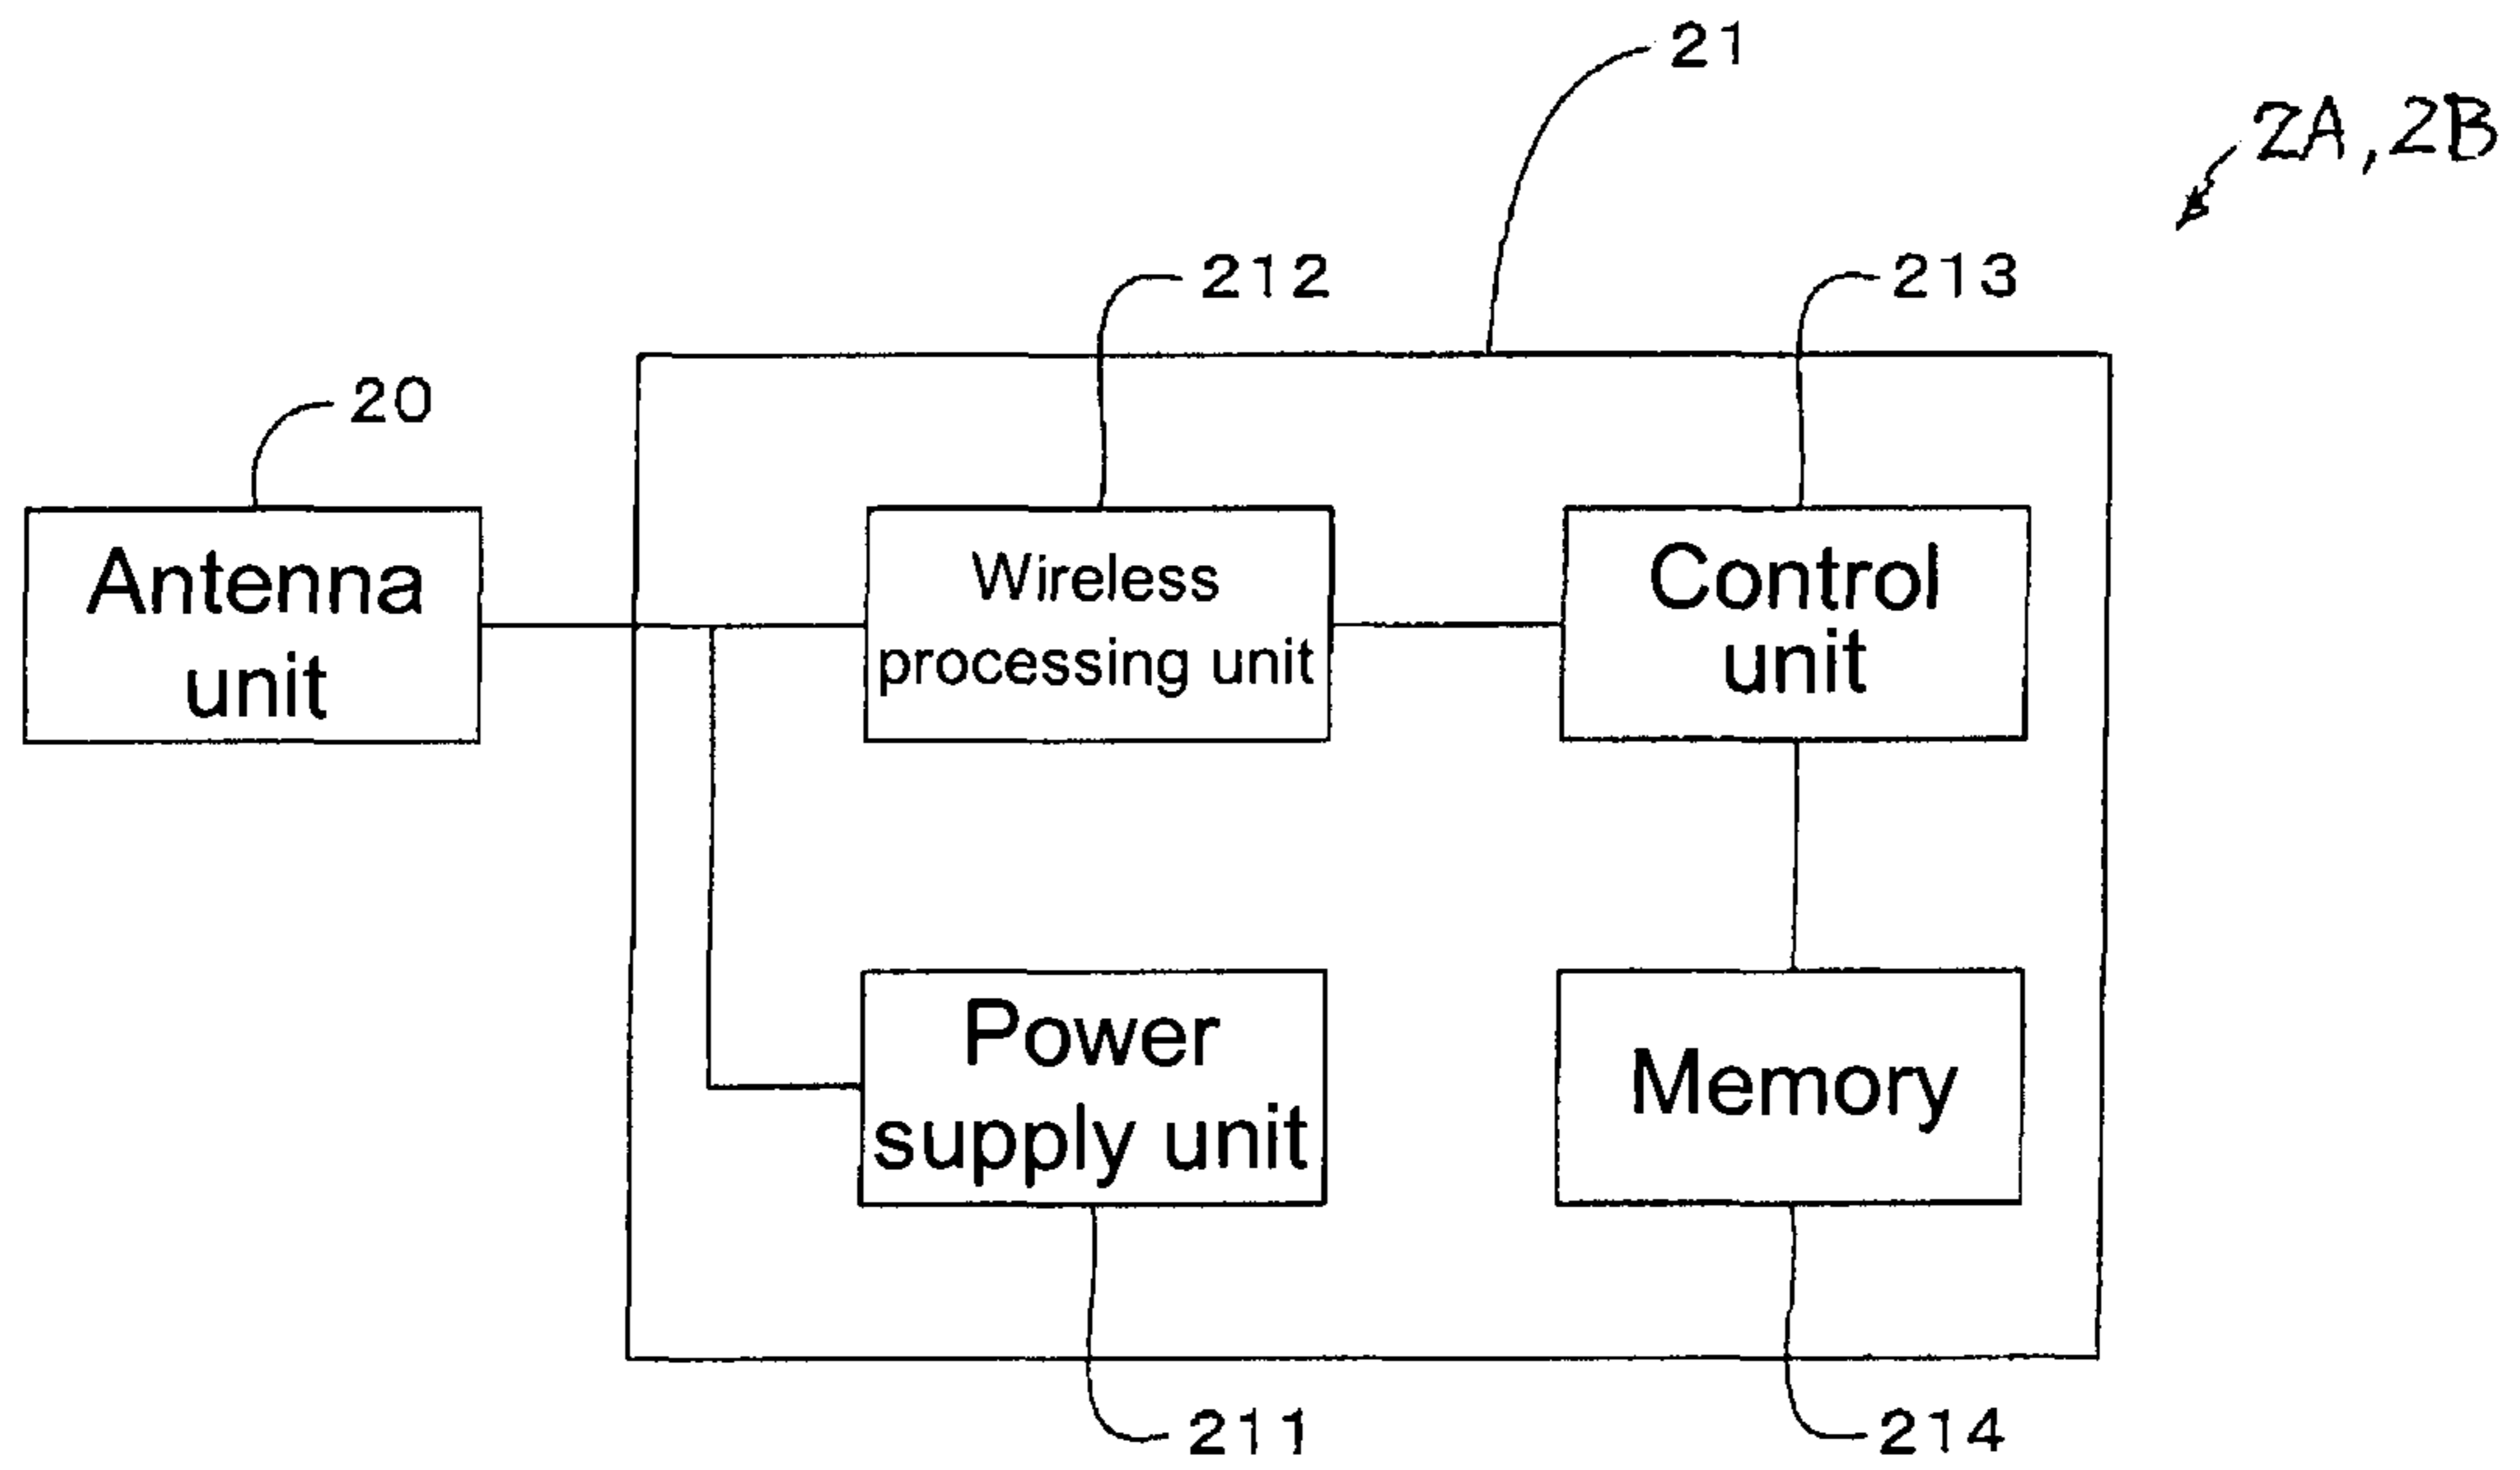 21
2A, 2B
212
213
20
Antenna
unit
Wireless
processing unit
Control
unit
Power
supply unit
Memory
211
214